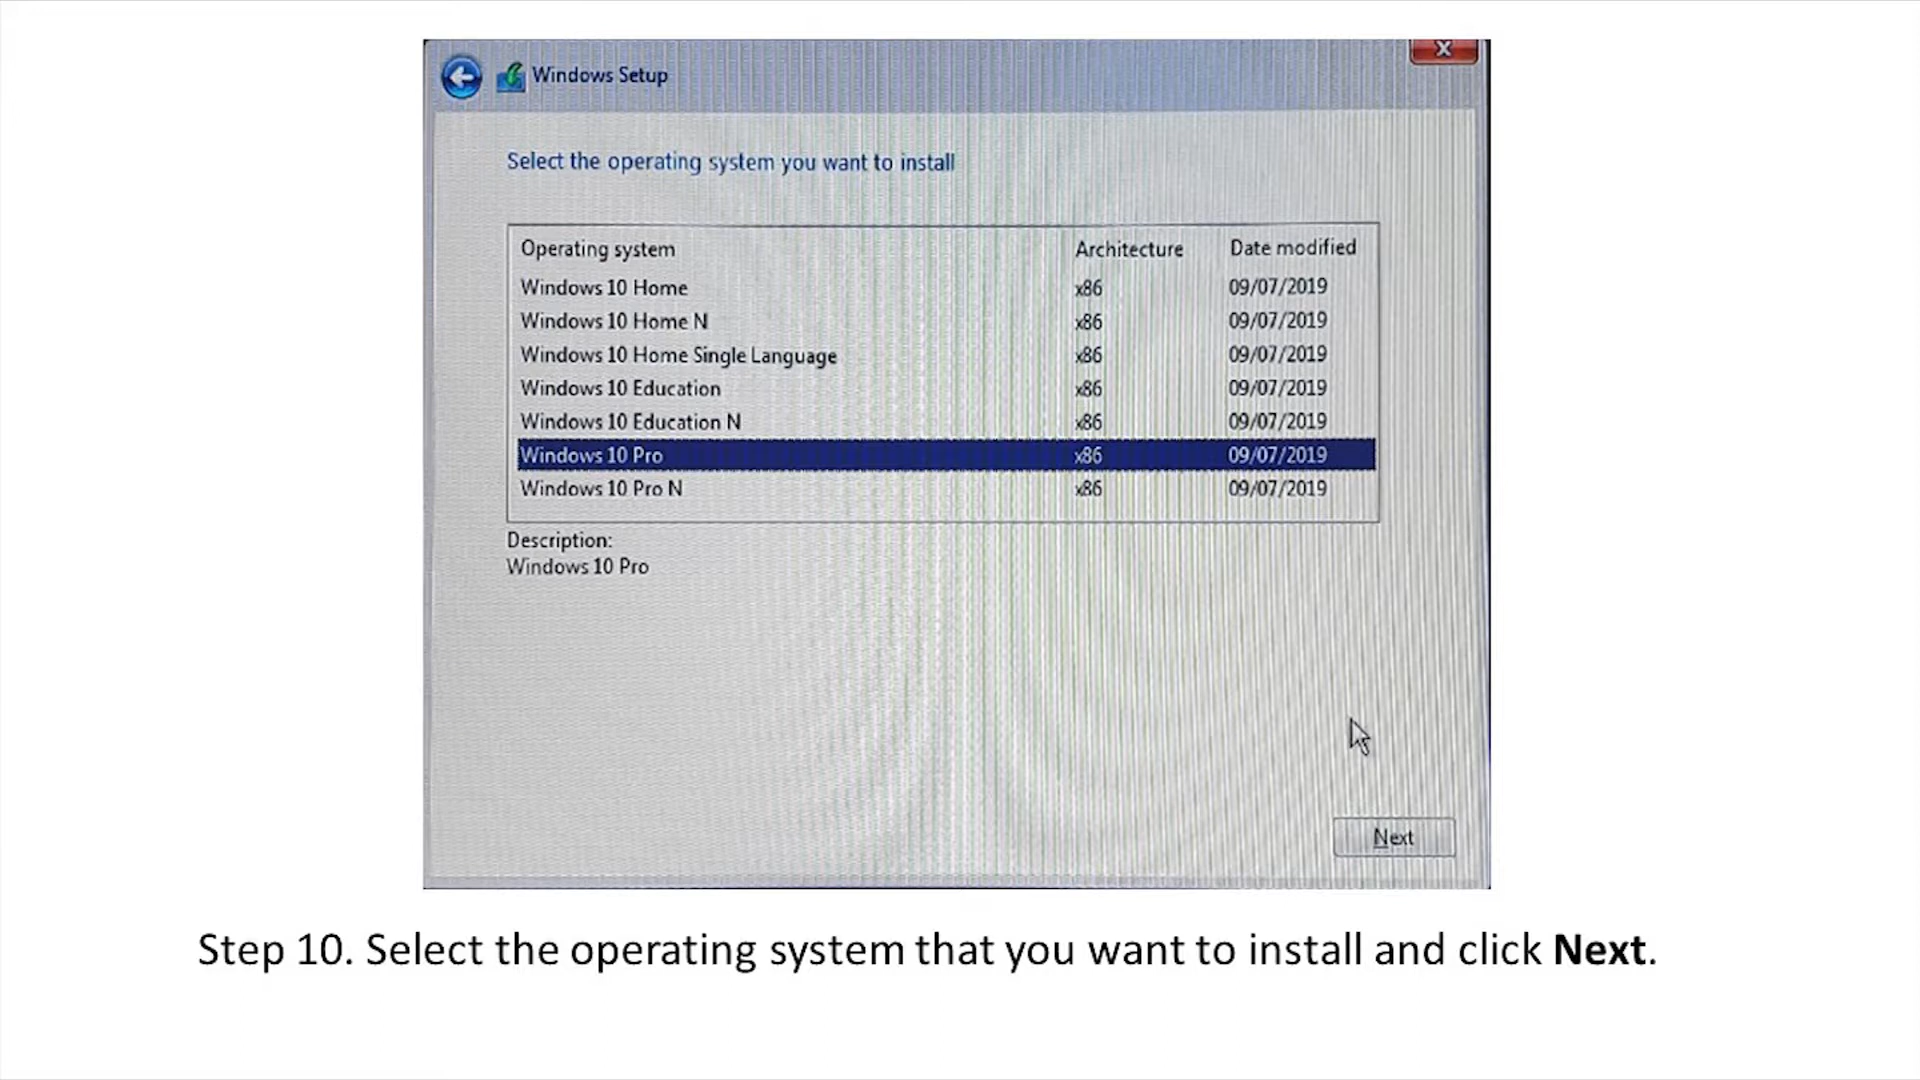 Windows Setup
x
Select the operating system you want to install
Operating system Architecture Date modified
Windows 10 Home x86 09/07/2019
Windows 10 Home N x86 09/07/2019
Windows 10 Home Single Language x86 09/07/2019
Windows 10 Education x86 09/07/2019
Windows 10 Education N x86 09/07/2019
Windows 10 Pro x86 09/07/2019
Windows 10 Pro N x86 09/07/2019
Description:
Windows 10 Pro
Next
Step 10. Select the operating system that you want to install and click Next.